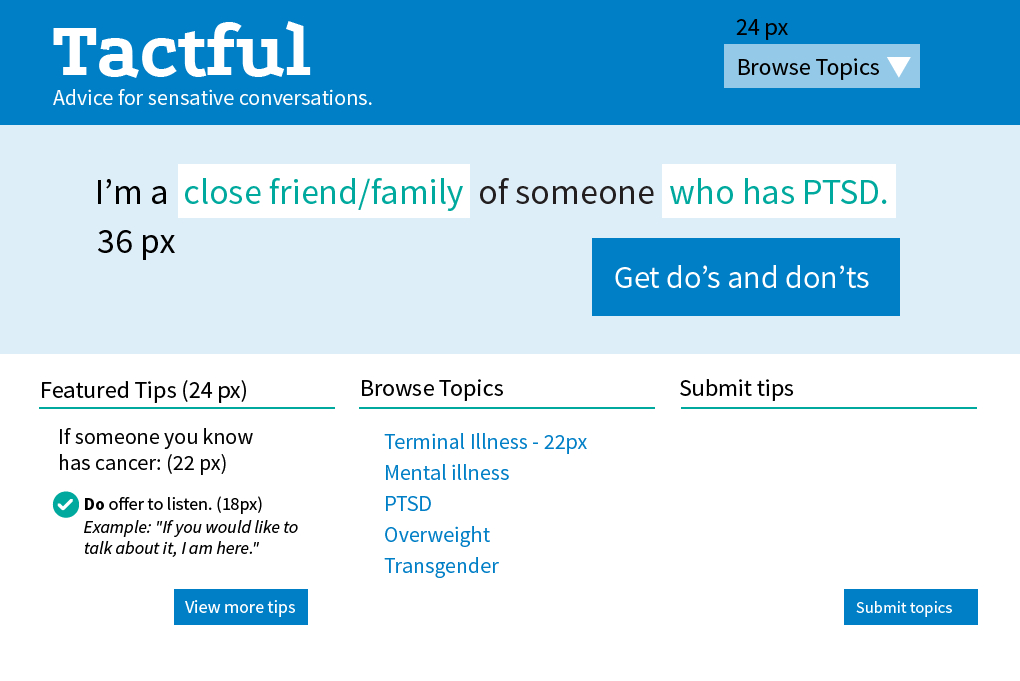 Tactful
Advice for sensative conversations.
24 px
Browse Topics
I'm a close friend/family of someone who has PTSD.
36 px
Get do's and don'ts
Featured Tips (24 px)
If someone you know
has cancer: (22 px)
Do offer to listen. (18px)
Example: "If you would like to
talk about it, I am here."
View more tips
Browse Topics
Terminal Illness - 22px
Mental illness
PTSD
Overweight
Transgender
Submit tips
Submit topics